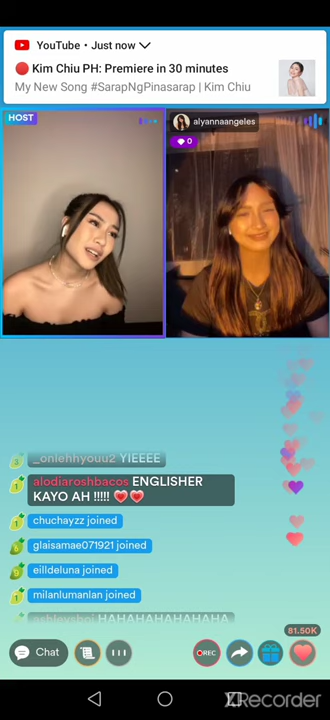 YouTube • Just now
Kim Chiu PH: Premiere in 30 minutes
My New Song #SarapNgPinasarap | Kim Chiu
HOST
alyannaangeles
0
_onlehhyouu2 YIEEEE
alodiaroshbacos ENGLISHER
KAYO AH !!!!!
chuchayzz joined
glaisamae071921 joined
eilldeluna joined
milanlumanlan joined
HAHAHAHAHAHAHA
81.50K
Chat
REC
XRecorder